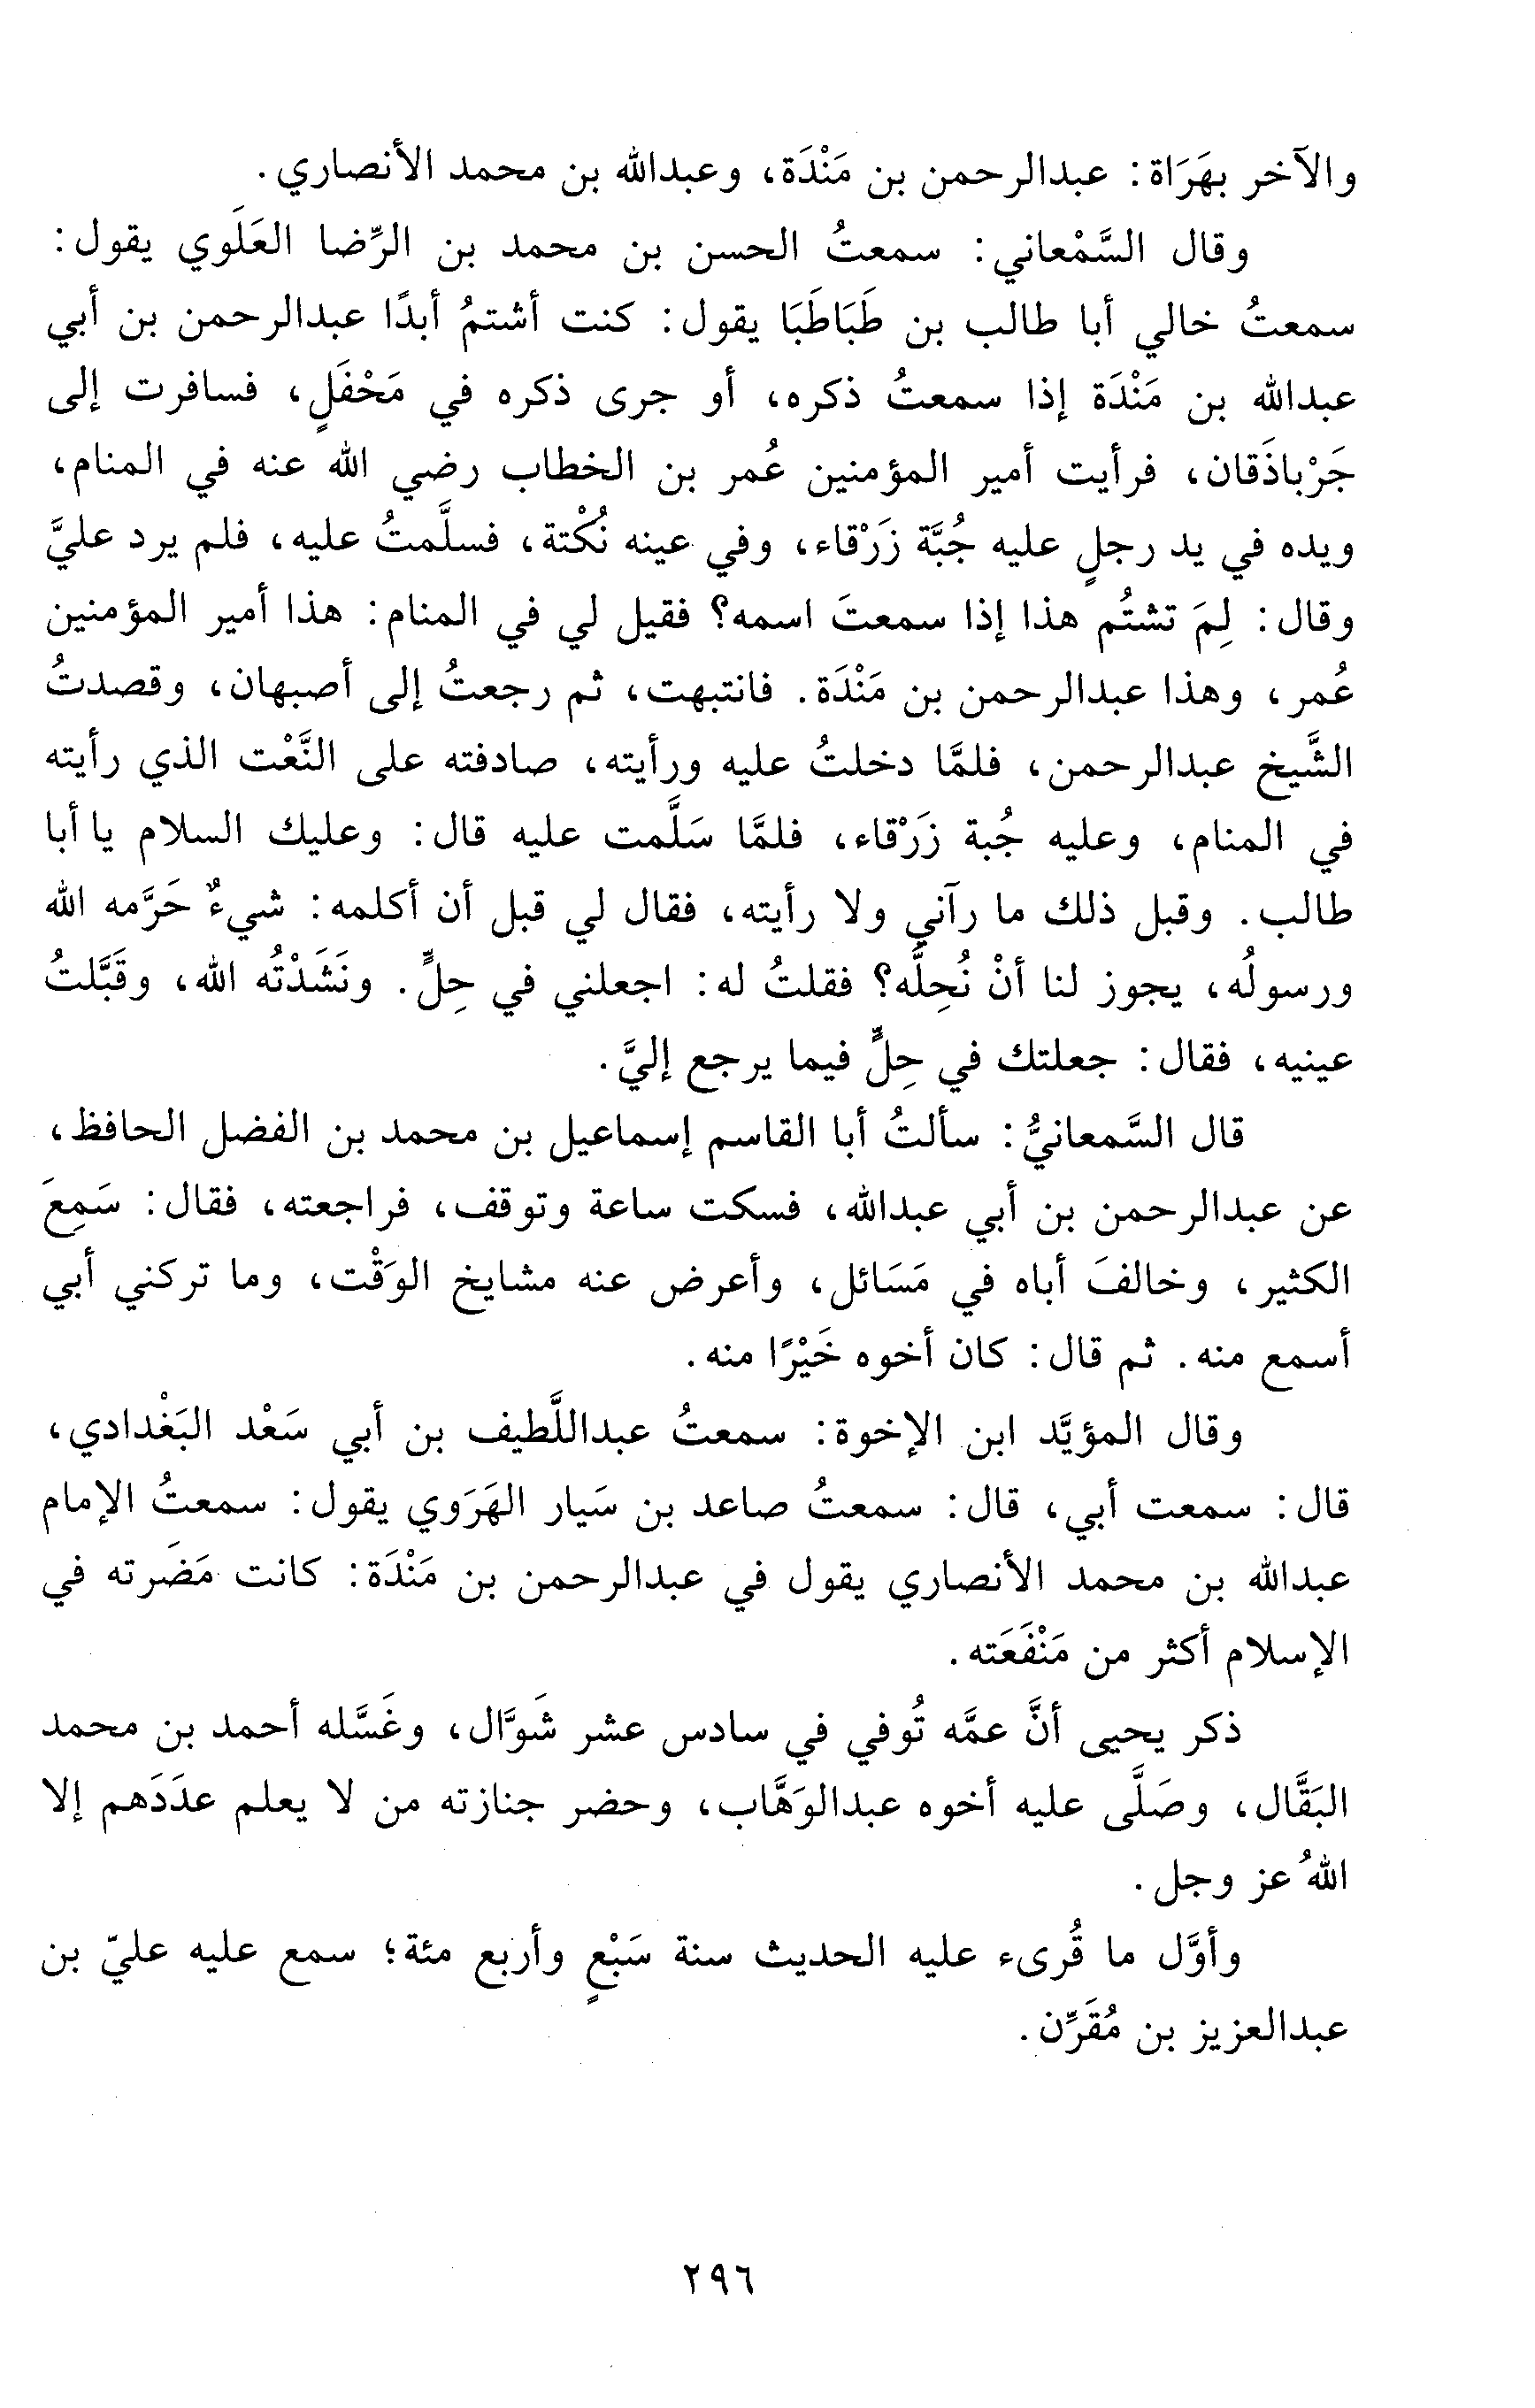 والآخر بهَرَاة: عبدالرحمن بن مَنْدَة، وعبدالله بن محمد الأنصاري.
وقال السَّمْعاني: سمعتُ الحسن بن محمد بن الرِّضا العَلَوي يقول:
سمعتُ خالي أبا طالب بن طَبَاطَبَا يقول: كنت أشتمُ أبدًا عبدالرحمن بن أبي
عبدالله بن مَنْدَة إذا سمعتُ ذكره، أو جرى ذكره في مَحْفَلٍ، فسافرت إلى
جَرْباذَقان، فرأيت أمير المؤمنين عُمر بن الخطاب رضي الله عنه في المنام،
ويده في يد رجلٍ عليه جُبَّة زَرْقاء، وفي عينه نُكْتة، فسلَّمتُ عليه، فلم يرد عليَّ
وقال: لِمَ تشتُم هذا إذا سمعتَ اسمه؟ فقيل لي في المنام: هذا أمير المؤمنين
عُمر، وهذا عبدالرحمن بن مَنْدَة. فانتبهت، ثم رجعتُ إلى أصبهان، وقصدتُ
الشَّيخ عبدالرحمن، فلمَّا دخلتُ عليه ورأيته، صادفته على النَّعْت الذي رأيته
في المنام، وعليه جُبة زَرْقاء، فلمَّا سَلَّمت عليه قال: وعليك السلام يا أبا
طالب. وقبل ذلك ما رآني ولا رأيته، فقال لي قبل أن أكلمه: شيءٌ حَرَّمه الله
ورسولُه، يجوز لنا أنْ نُحِلَّه؟ فقلتُ له: اجعلني في حِلٍّ. ونَشَدْتُه الله، وقَبَّلتُ
عينيه، فقال: جعلتك في حِلٍّ فيما يرجع إليَّ.
قال السَّمعانيُّ: سألتُ أبا القاسم إسماعيل بن محمد بن الفضل الحافظ،
عن عبدالرحمن بن أبي عبدالله، فسكت ساعة وتوقف، فراجعته، فقال: سَمِعَ
الكثير، وخالفَ أباه في مَسَائل، وأعرض عنه مشايخ الوَقْت، وما تركني أبي
أسمع منه. ثم قال: كان أخوه خَيْرًا منه.
وقال المؤيَّد ابن الإخوة: سمعتُ عبداللَّطيف بن أبي سَعْد البَغْدادي،
قال: سمعت أبي، قال: سمعتُ صاعد بن سَيار الهَرَوي يقول: سمعتُ الإمام
عبدالله بن محمد الأنصاري يقول في عبدالرحمن بن مَنْدَة: كانت مَضَرته في
الإسلام أكثر من مَنْفَعَته.
ذكر يحيى أنَّ عمَّه تُوفي في سادس عشر شَوَّال، وغَسَّله أحمد بن محمد
البَقَّال، وصَلَّى عليه أخوه عبدالوَهَّاب، وحضر جنازته من لا يعلم عدَدَهم إلا
اللهُ عز وجل.
وأوَّل ما قُرىء عليه الحديث سنة سَبْعٍ وأربع مئة؛ سمع عليه عليّ بن
عبدالعزيز بن مُقَرِّن.
٢٩٦